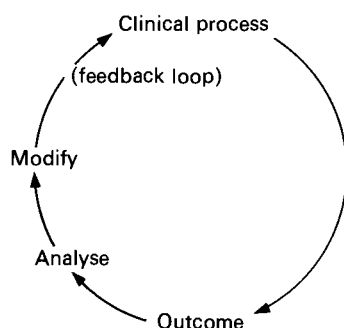 Clinical process
(feedback loop)
Modify
Analyse
Outcome